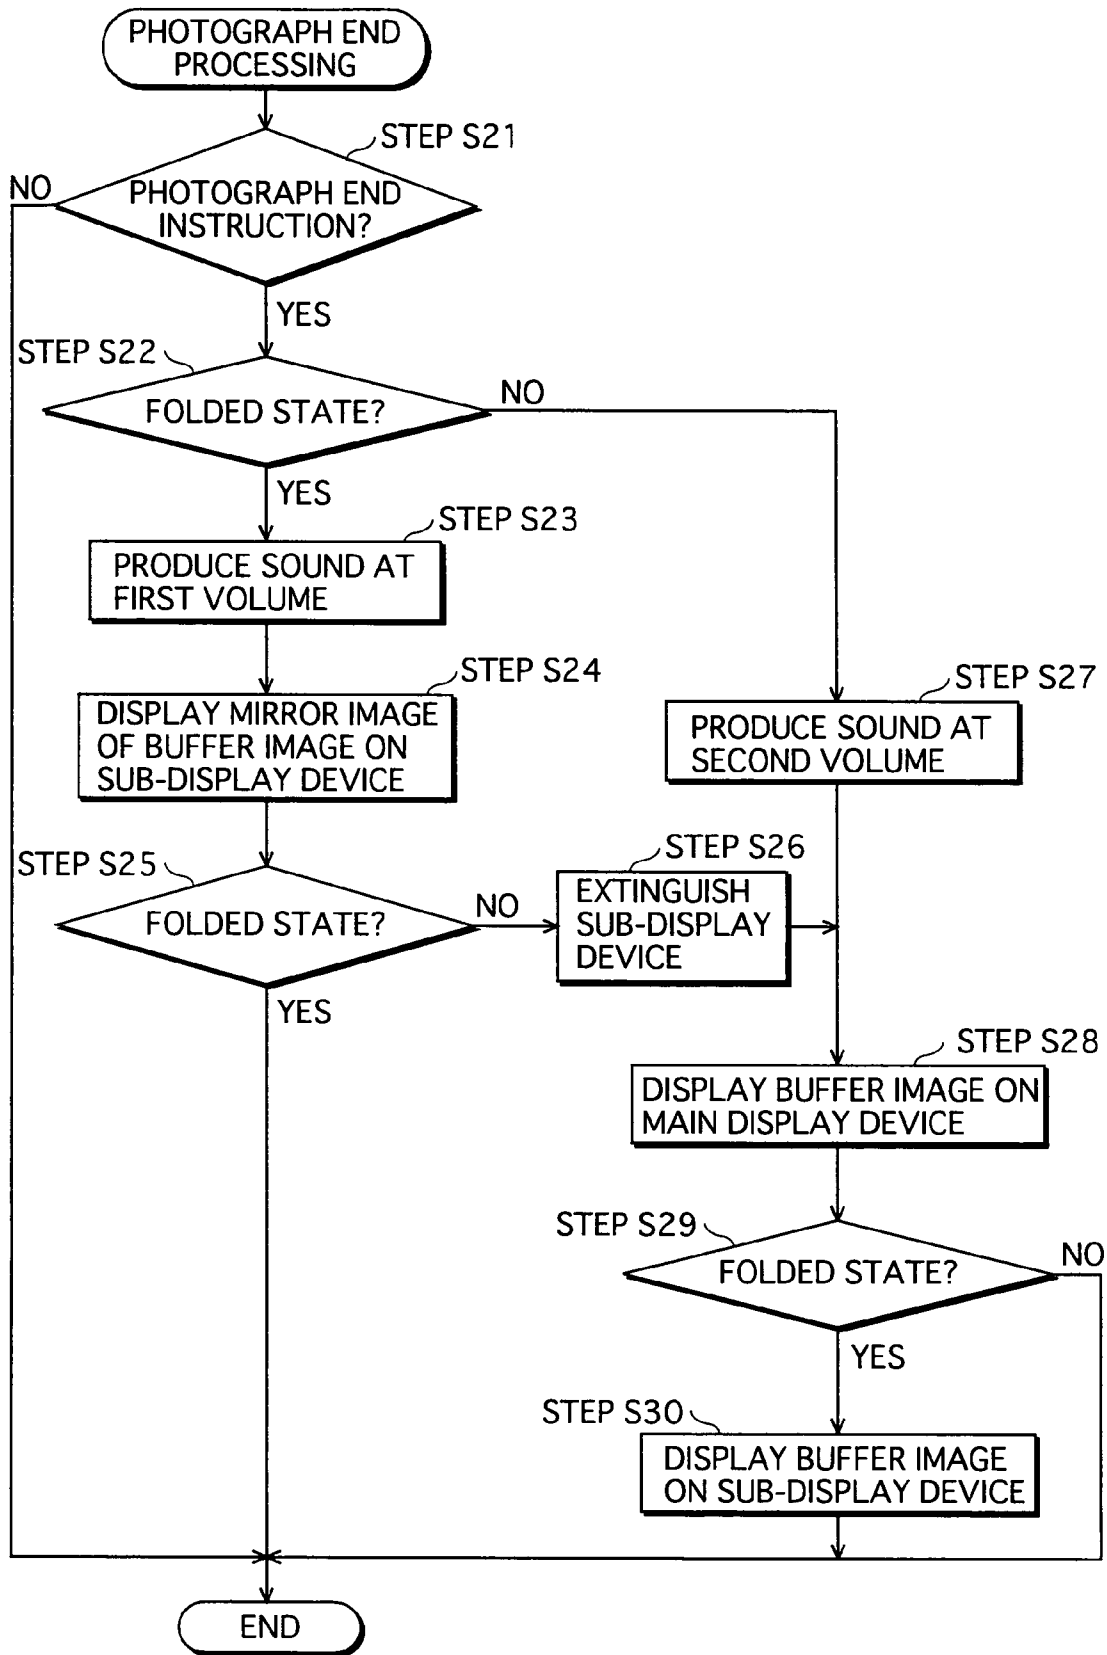 PHOTOGRAPH END
PROCESSING
STEP S21
NO
PHOTOGRAPH END
INSTRUCTION?
YES
STEP S22
NO
FOLDED STATE?
YES
STEP S23
PRODUCE SOUND AT
FIRST VOLUME
STEP S24
DISPLAY MIRROR IMAGE
OF BUFFER IMAGE ON
SUB-DISPLAY DEVICE
STEP S27
PRODUCE SOUND AT
SECOND VOLUME
STEP S25
FOLDED STATE?
NO
STEP S26
EXTINGUISH
SUB-DISPLAY
DEVICE
YES
STEP S28
DISPLAY BUFFER IMAGE ON
MAIN DISPLAY DEVICE
STEP S29
NO
FOLDED STATE?
YES
STEP S30
DISPLAY BUFFER IMAGE
ON SUB-DISPLAY DEVICE
END